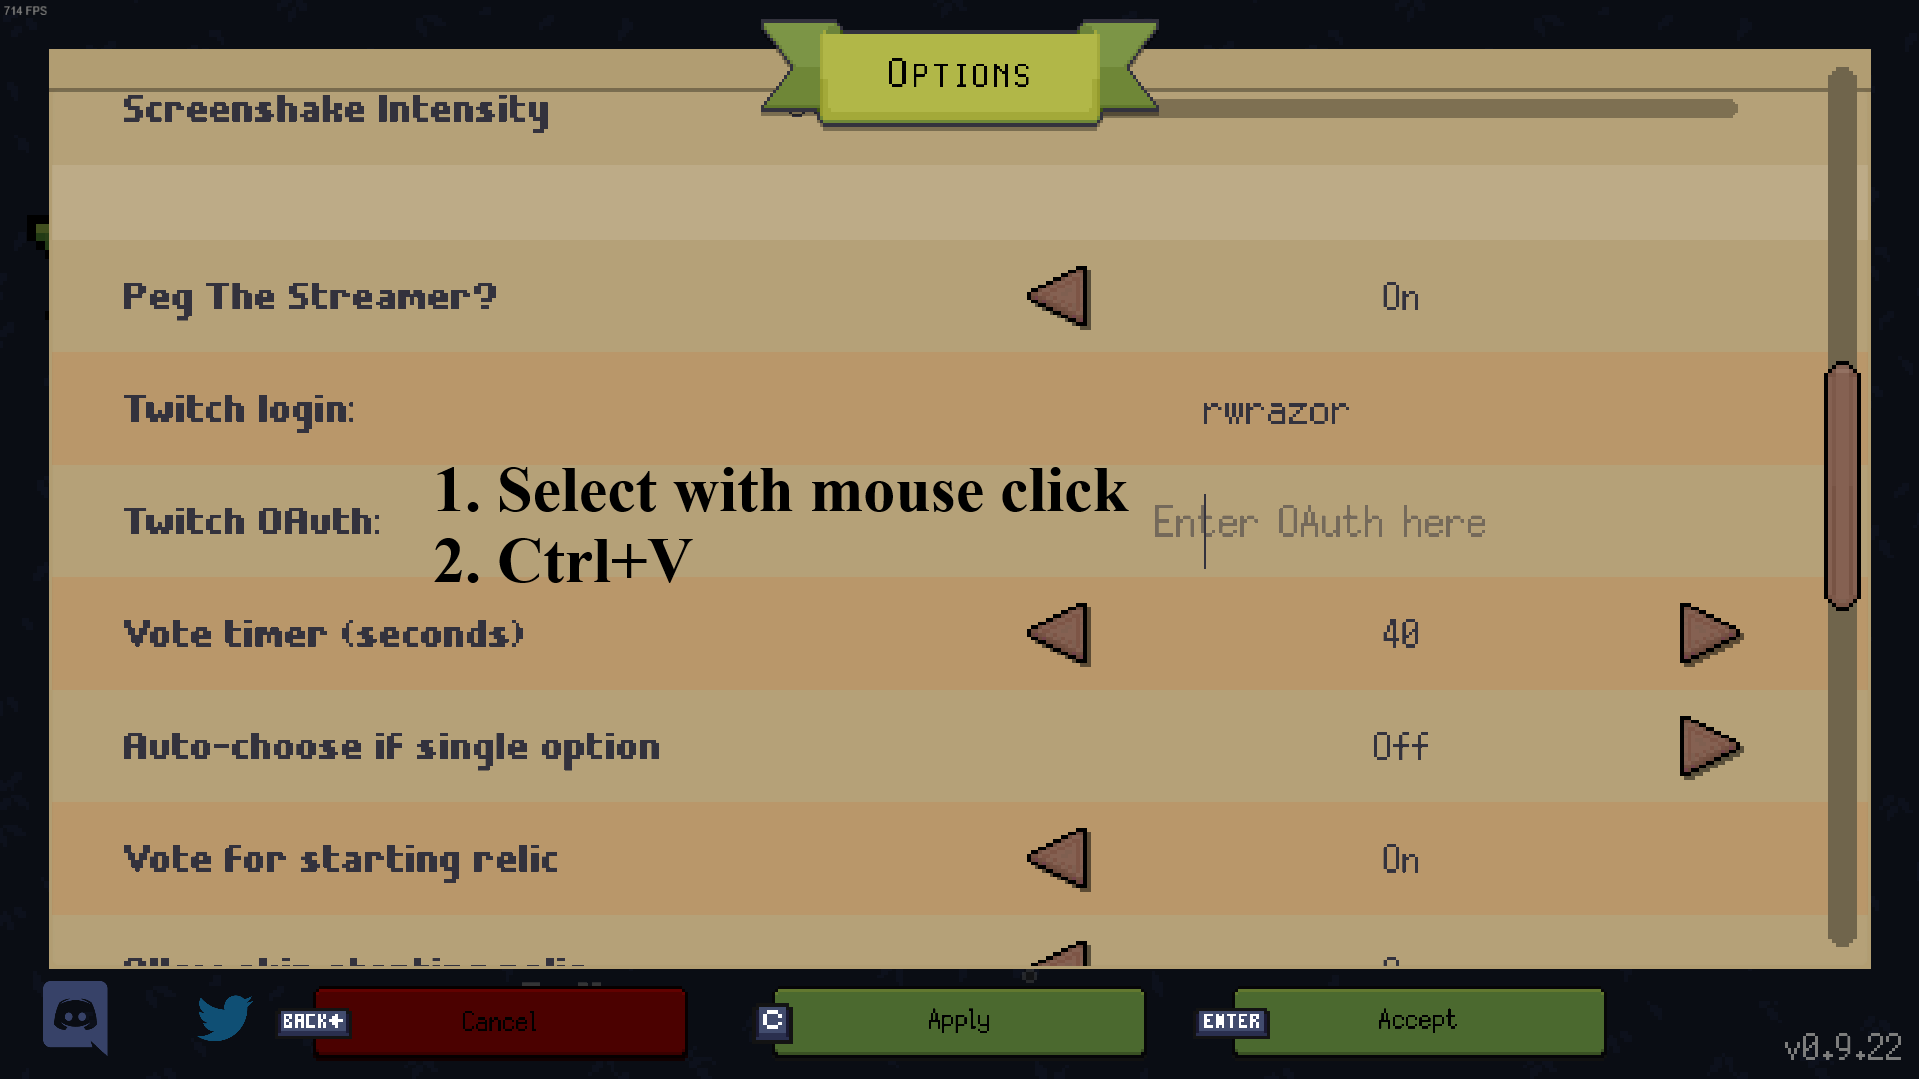 714 FPS
Options
Screenshake Intensity
Peg The Streamer?
On
Twitch login:
rwrazor
1. Select with mouse click
Twitch OAuth:
Enter OAuth here
2. Ctrl+V
Vote timer (seconds)
40
Auto-choose if single option
Off
Vote for starting relic
On
BACK
Cancel
C
Apply
ENTER
Accept
v0.9.22